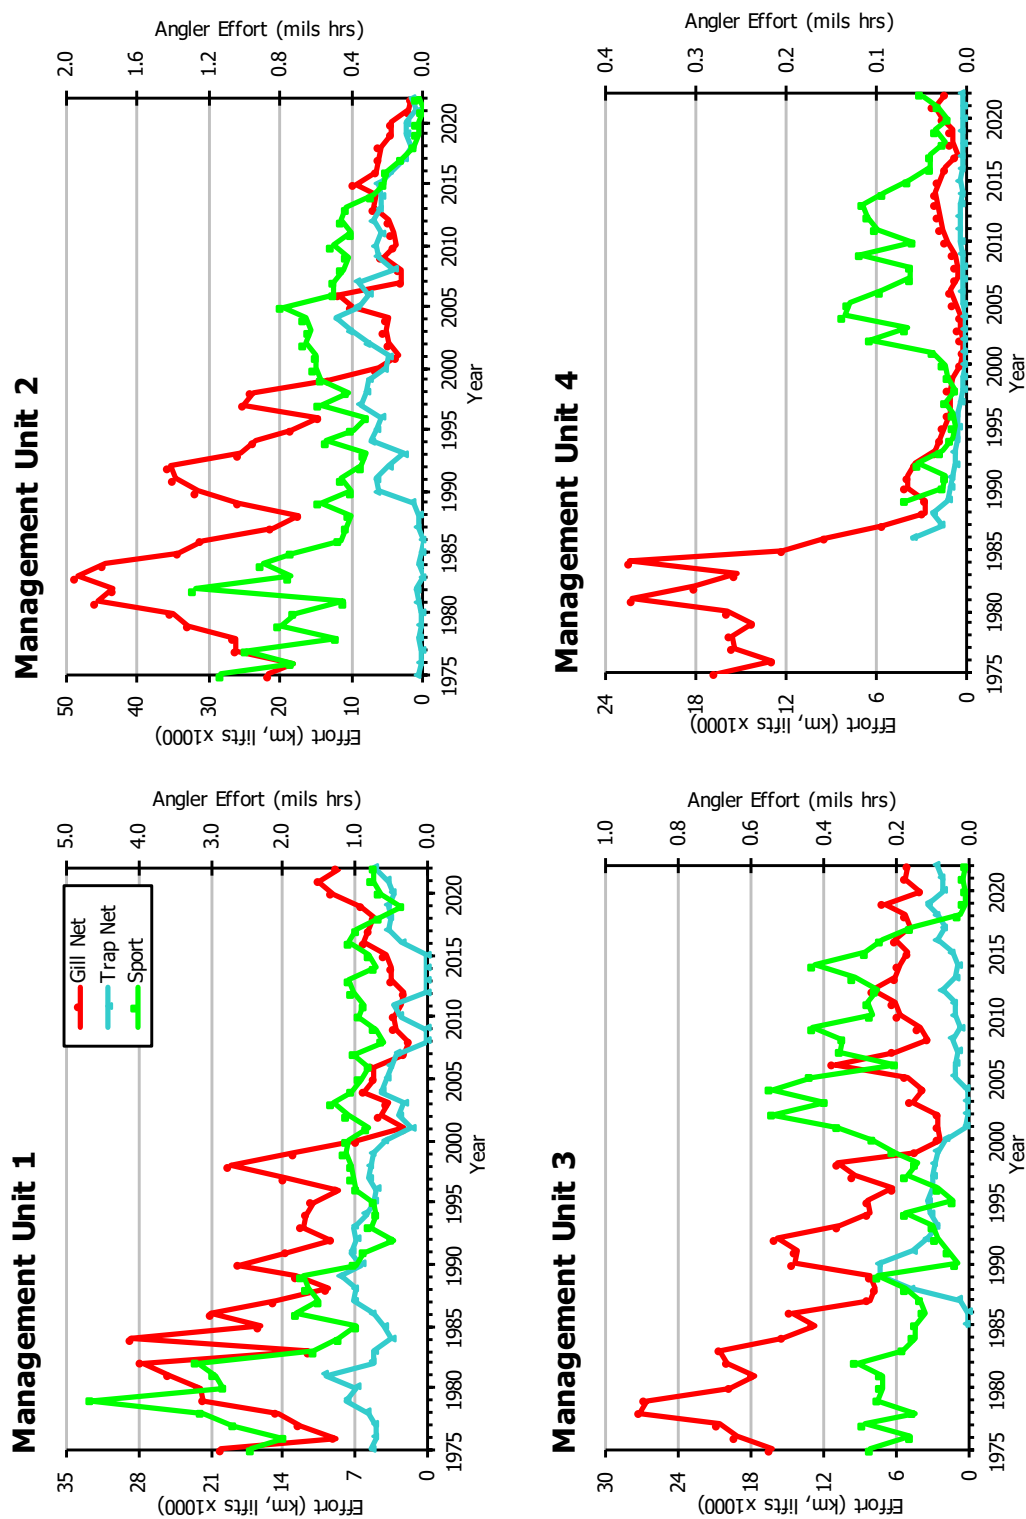 Management Unit 1
Effort (km, lifts x1000)
35
28
21
14
7
0
Angler Effort (mils hrs)
5.0
4.0
3.0
2.0
1.0
0.0
Gill Net
Trap Net
Sport
1975 1980 1985 1990 1995 2000 2005 2010 2015 2020
Year
Management Unit 2
Effort (km, lifts x1000)
50
40
30
20
10
0
Angler Effort (mils hrs)
2.0
1.6
1.2
0.8
0.4
0.0
1975 1980 1985 1990 1995 2000 2005 2010 2015 2020
Year
Management Unit 3
Effort (km, lifts x1000)
30
24
18
12
6
0
Angler Effort (mils hrs)
1.0
0.8
0.6
0.4
0.2
0.0
1975 1980 1985 1990 1995 2000 2005 2010 2015 2020
Year
Management Unit 4
Effort (km, lifts x1000)
24
18
12
6
0
Angler Effort (mils hrs)
0.4
0.3
0.2
0.1
0.0
1975 1980 1985 1990 1995 2000 2005 2010 2015 2020
Year